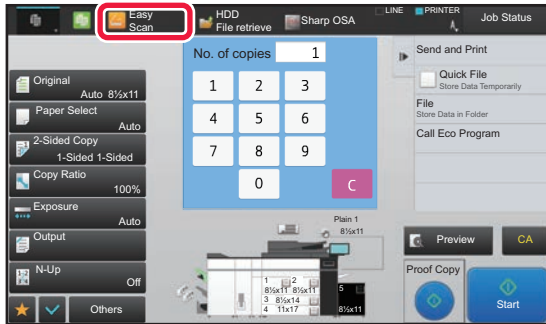 Easy
Scan
HDD
File retrieve
Sharp OSA
LINE
PRINTER
Job Status
No. of copies
1
Original
Auto 8½x11
Paper Select
Auto
2-Sided Copy
1-Sided 1-Sided
Copy Ratio
100%
Exposure
Auto
Output
N-Up
Off
Others
1 2 3
4 5 6
7 8 9
0 C
Plain 1
8½x11
1 2
8½x11 8½x11
3 8½x14
4 11x17
5
8½x11
Send and Print
Quick File
Store Data Temporarily
File
Store Data in Folder
Call Eco Program
Preview
CA
Proof Copy
Start